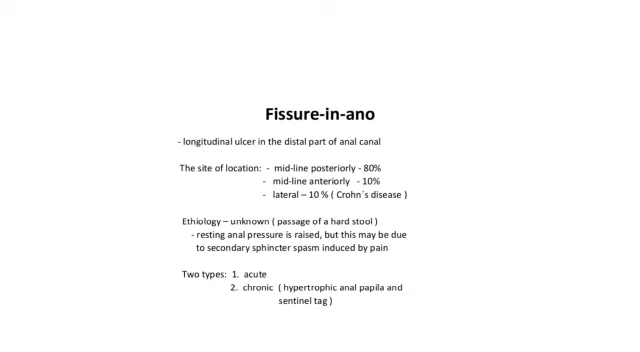 Fissure-in-ano
- longitudinal ulcer in the distal part of anal canal
The site of location: - mid-line posteriorly - 80%
- mid-line anteriorly - 10%
- lateral – 10 % ( Crohn´s disease )
Ethiology – unknown ( passage of a hard stool )
- resting anal pressure is raised, but this may be due
to secondary sphincter spasm induced by pain
Two types: 1. acute
2. chronic ( hypertrophic anal papila and
sentinel tag )